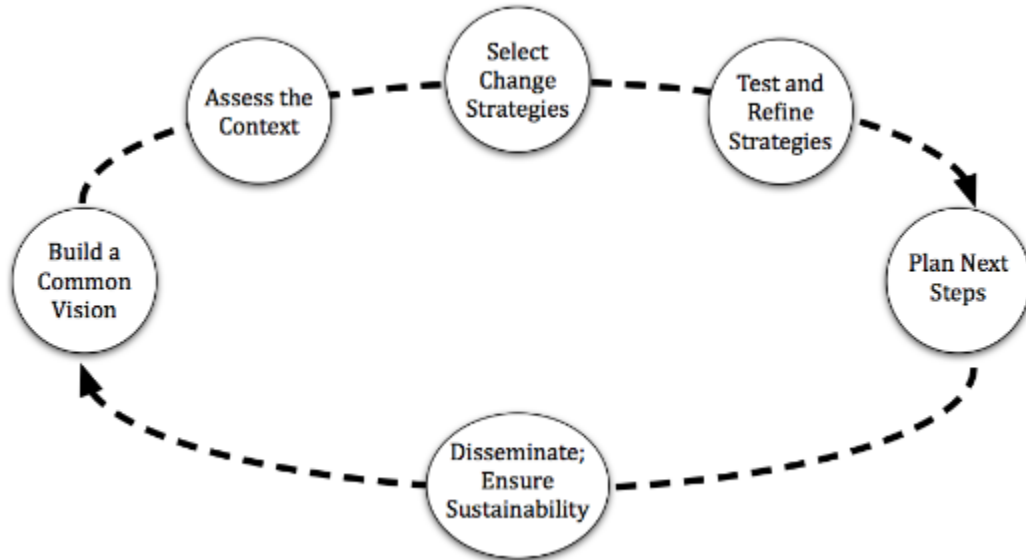 Build a
Common
Vision
Assess the
Context
Select
Change
Strategies
Test and
Refine
Strategies
Plan Next
Steps
Disseminate;
Ensure
Sustainability